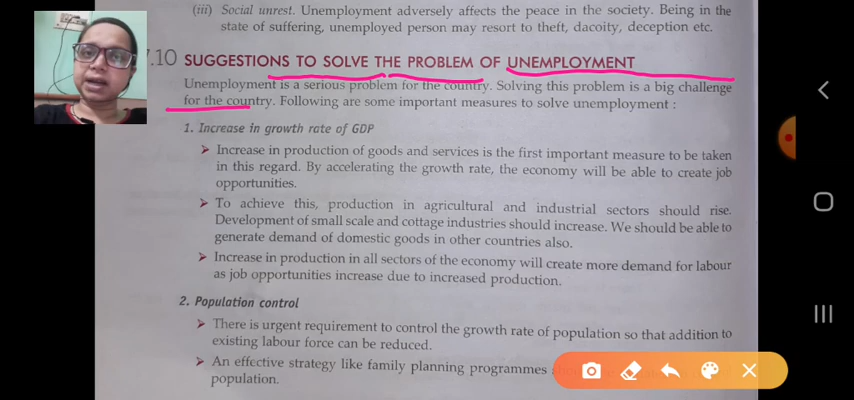 (iii) Social unrest. Unemployment adversely affects the peace in the society. Being in the
state of suffering, unemployed person may resort to theft, dacoity, deception etc.
7.10 SUGGESTIONS TO SOLVE THE PROBLEM OF UNEMPLOYMENT
Unemployment is a serious problem for the country. Solving this problem is a big challenge
for the country. Following are some important measures to solve unemployment :
1. Increase in growth rate of GDP
➤ Increase in production of goods and services is the first important measure to be taken
in this regard. By accelerating the growth rate, the economy will be able to create job
opportunities.
➤ To achieve this, production in agricultural and industrial sectors should rise.
Development of small scale and cottage industries should increase. We should be able to
generate demand of domestic goods in other countries also.
➤ Increase in production in all sectors of the economy will create more demand for labour
as job opportunities increase due to increased production.
2. Population control
➤ There is urgent requirement to control the growth rate of population so that addition to
existing labour force can be reduced.
➤ An effective strategy like family planning programmes
population.